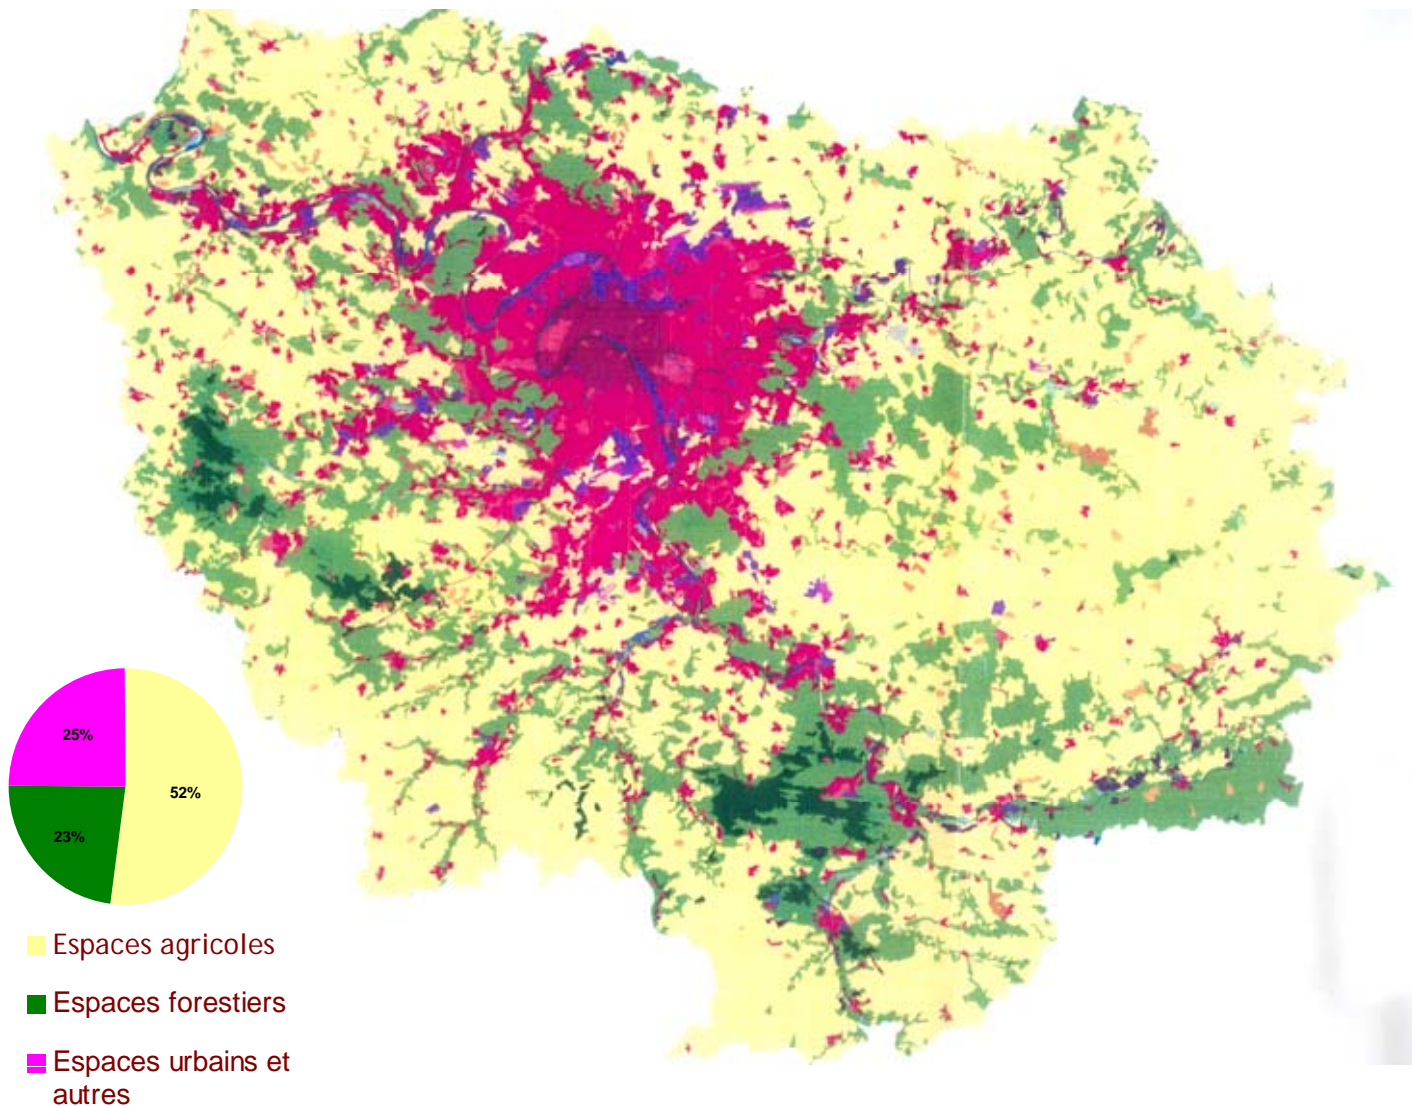 25%
52%
23%
Espaces agricoles
Espaces forestiers
Espaces urbains et
autres